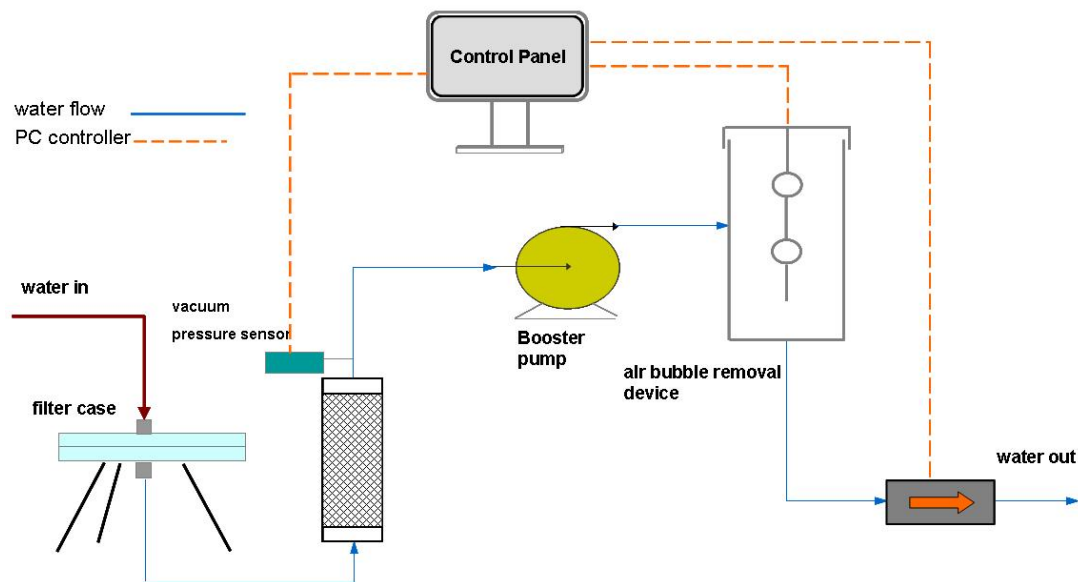 Control Panel
water flow
PC controller
water in
vacuum
pressure sensor
Booster
pump
air bubble removal
device
filter case
water out